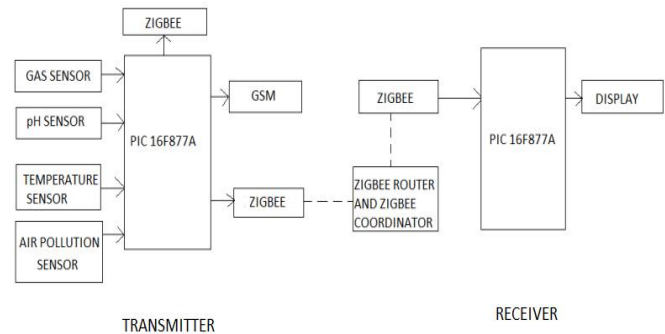 ZIGBEE
GAS SENSOR
pH SENSOR
TEMPERATURE
SENSOR
AIR POLLUTION
SENSOR
PIC 16F877A
GSM
ZIGBEE
ZIGBEE
ZIGBEE ROUTER
AND ZIGBEE
COORDINATOR
PIC 16F877A
DISPLAY
TRANSMITTER
RECEIVER